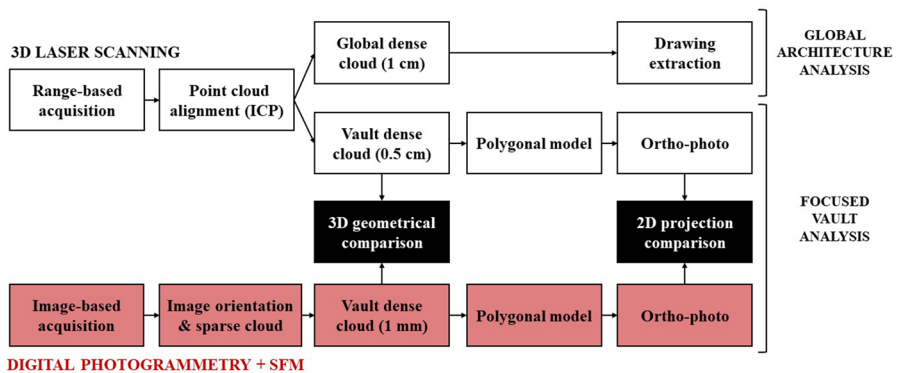 3D LASER SCANNING
Range-based
acquisition
Point cloud
alignment (ICP)
Global dense
cloud (1 cm)
Drawing
extraction
GLOBAL
ARCHITECTURE
ANALYSIS
Vault dense
cloud (0.5 cm)
Polygonal model
Ortho-photo
3D geometrical
comparison
2D projection
comparison
FOCUSED
VAULT
ANALYSIS
Image-based
acquisition
Image orientation
& sparse cloud
Vault dense
cloud (1 mm)
Polygonal model
Ortho-photo
DIGITAL PHOTOGRAMMETRY + SFM